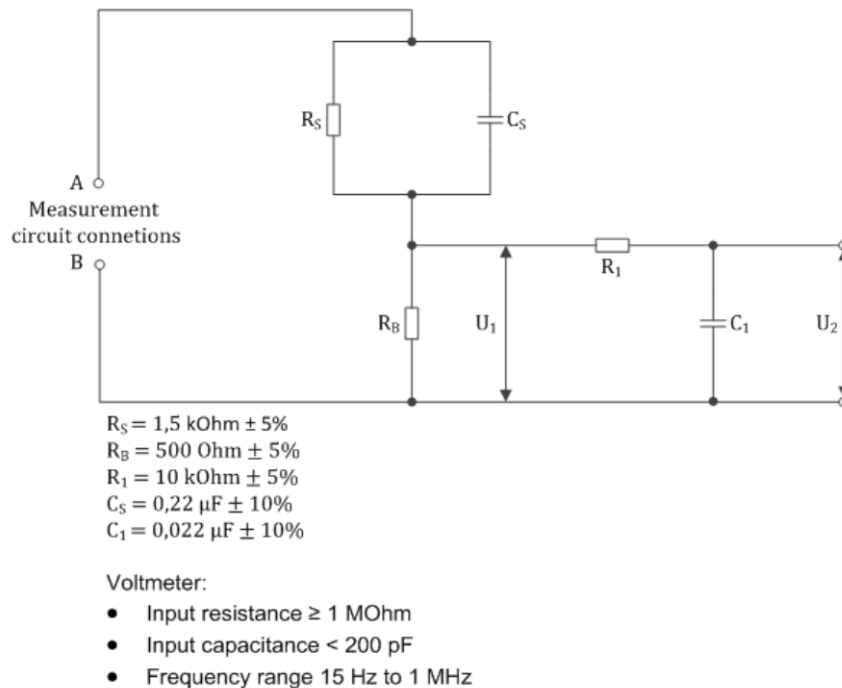 R_S
C_S
A
Measurement
circuit connetions
B
R_1
R_B
U_1
C_1
U_2
R_S = 1,5 kOhm ± 5%
R_B = 500 Ohm ± 5%
R_1 = 10 kOhm ± 5%
C_S = 0,22 μF ± 10%
C_1 = 0,022 μF ± 10%
Voltmeter:
• Input resistance ≥ 1 MOhm
• Input capacitance < 200 pF
• Frequency range 15 Hz to 1 MHz